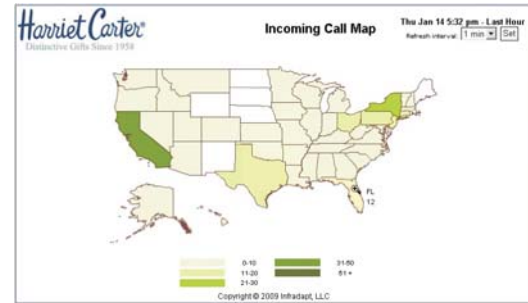 Harriet Carter®
Distinctive Gifts Since 1958
Incoming Call Map
Thu Jan 14 5:32 pm - Last Hour
Refresh interval: 1 min Set
FL
12
0-10
11-20
21-30
31-50
51 +
Copyright © 2009 Infradapt, LLC